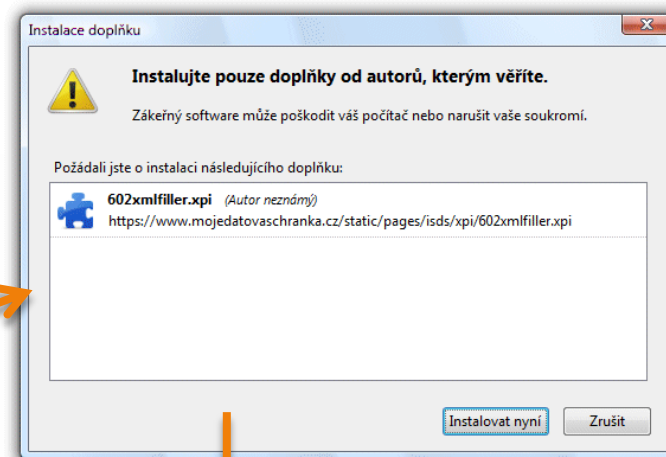 Instalace doplňku
Instalujte pouze doplňky od autorů, kterým věříte.
Zákeřný software může poškodit váš počítač nebo narušit vaše soukromí.
Požádali jste o instalaci následujícího doplňku:
602xmlfiller.xpi (Autor neznámý)
https://www.mojedatovaschranka.cz/static/pages/isds/xpi/602xmlfiller.xpi
Instalovat nyní
Zrušit